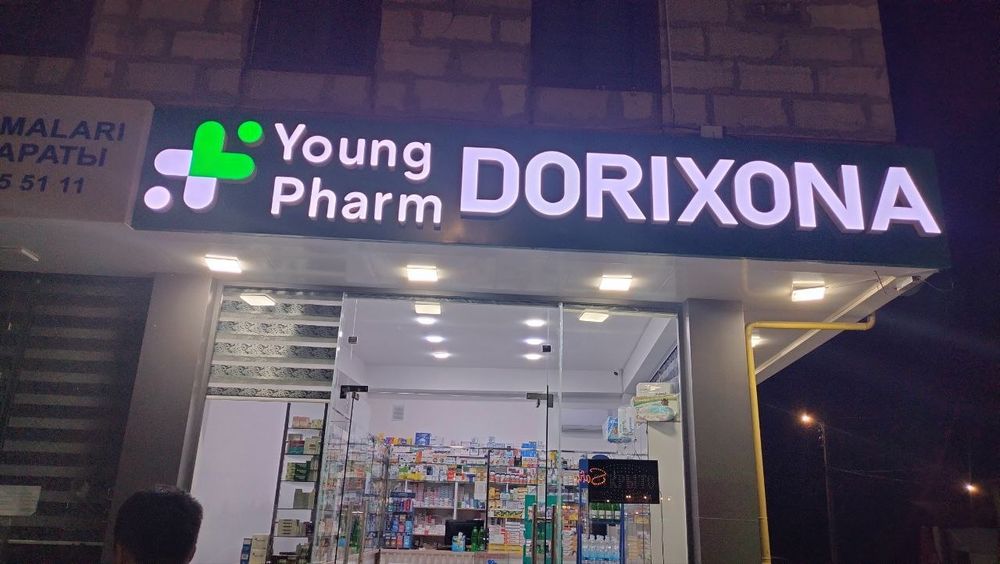 MALARI
АРАТЫ
5 51 11
Young
Pharm
DORIXONA